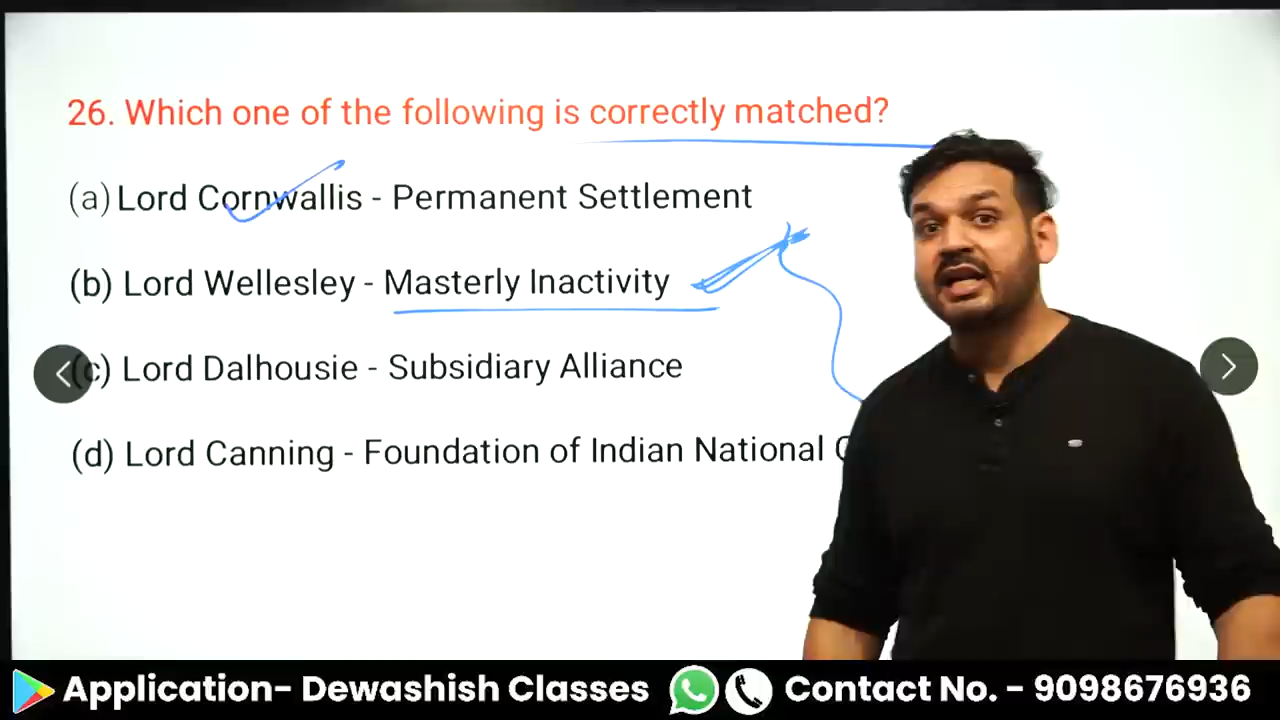 26. Which one of the following is correctly matched?
(a) Lord Cornwallis - Permanent Settlement
(b) Lord Wellesley - Masterly Inactivity
(c) Lord Dalhousie - Subsidiary Alliance
(d) Lord Canning - Foundation of Indian National
Application- Dewashish Classes Contact No. - 9098676936